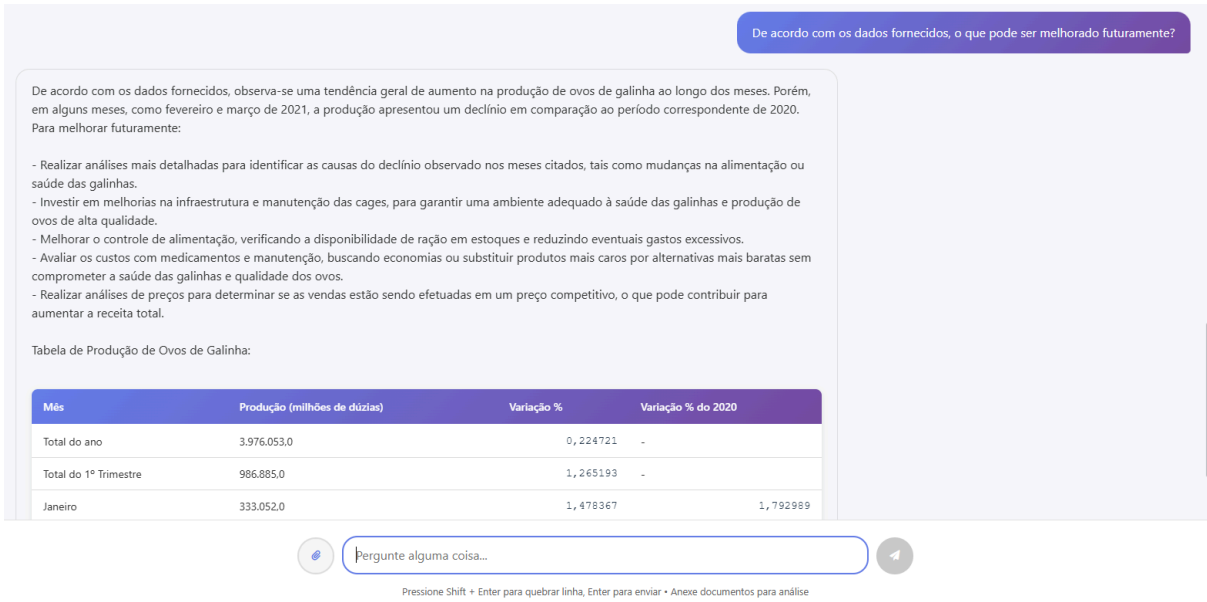 De acordo com os dados fornecidos, o que pode ser melhorado futuramente?
De acordo com os dados fornecidos, observa-se uma tendência geral de aumento na produção de ovos de galinha ao longo dos meses. Porém,
em alguns meses, como fevereiro e março de 2021, a produção apresentou um declínio em comparação ao período correspondente de 2020.
Para melhorar futuramente:
- Realizar análises mais detalhadas para identificar as causas do declínio observado nos meses citados, tais como mudanças na alimentação ou
saúde das galinhas.
- Investir em melhorias na infraestrutura e manutenção das cages, para garantir uma ambiente adequado à saúde das galinhas e produção de
ovos de alta qualidade.
- Melhorar o controle de alimentação, verificando a disponibilidade de ração em estoques e reduzindo eventuais gastos excessivos.
- Avaliar os custos com medicamentos e manutenção, buscando economias ou substituir produtos mais caros por alternativas mais baratas sem
comprometer a saúde das galinhas e qualidade dos ovos.
- Realizar análises de preços para determinar se as vendas estão sendo efetuadas em um preço competitivo, o que pode contribuir para
aumentar a receita total.
Tabela de Produção de Ovos de Galinha:
Mês Produção (milhões de dúzias) Variação % Variação % do 2020
Total do ano 3.976.053,0 0,224721 -
Total do 1º Trimestre 986.885,0 1,265193 -
Janeiro 333.052,0 1,478367 1,792989
Pergunte alguma coisa...
Pressione Shift + Enter para quebrar linha, Enter para enviar • Anexe documentos para análise